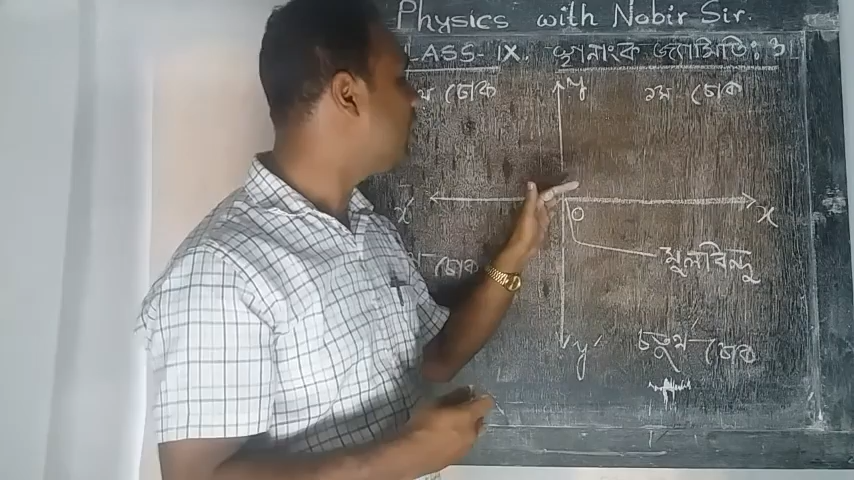 Physics with Nobir Sir.
CLASS- IX. স্থানাংক জ্যামিতি: 3
y
১ম চোক
চোক
x'
x
O
মূলবিন্দু
চোক
y'
চতুৰ্থ চোক